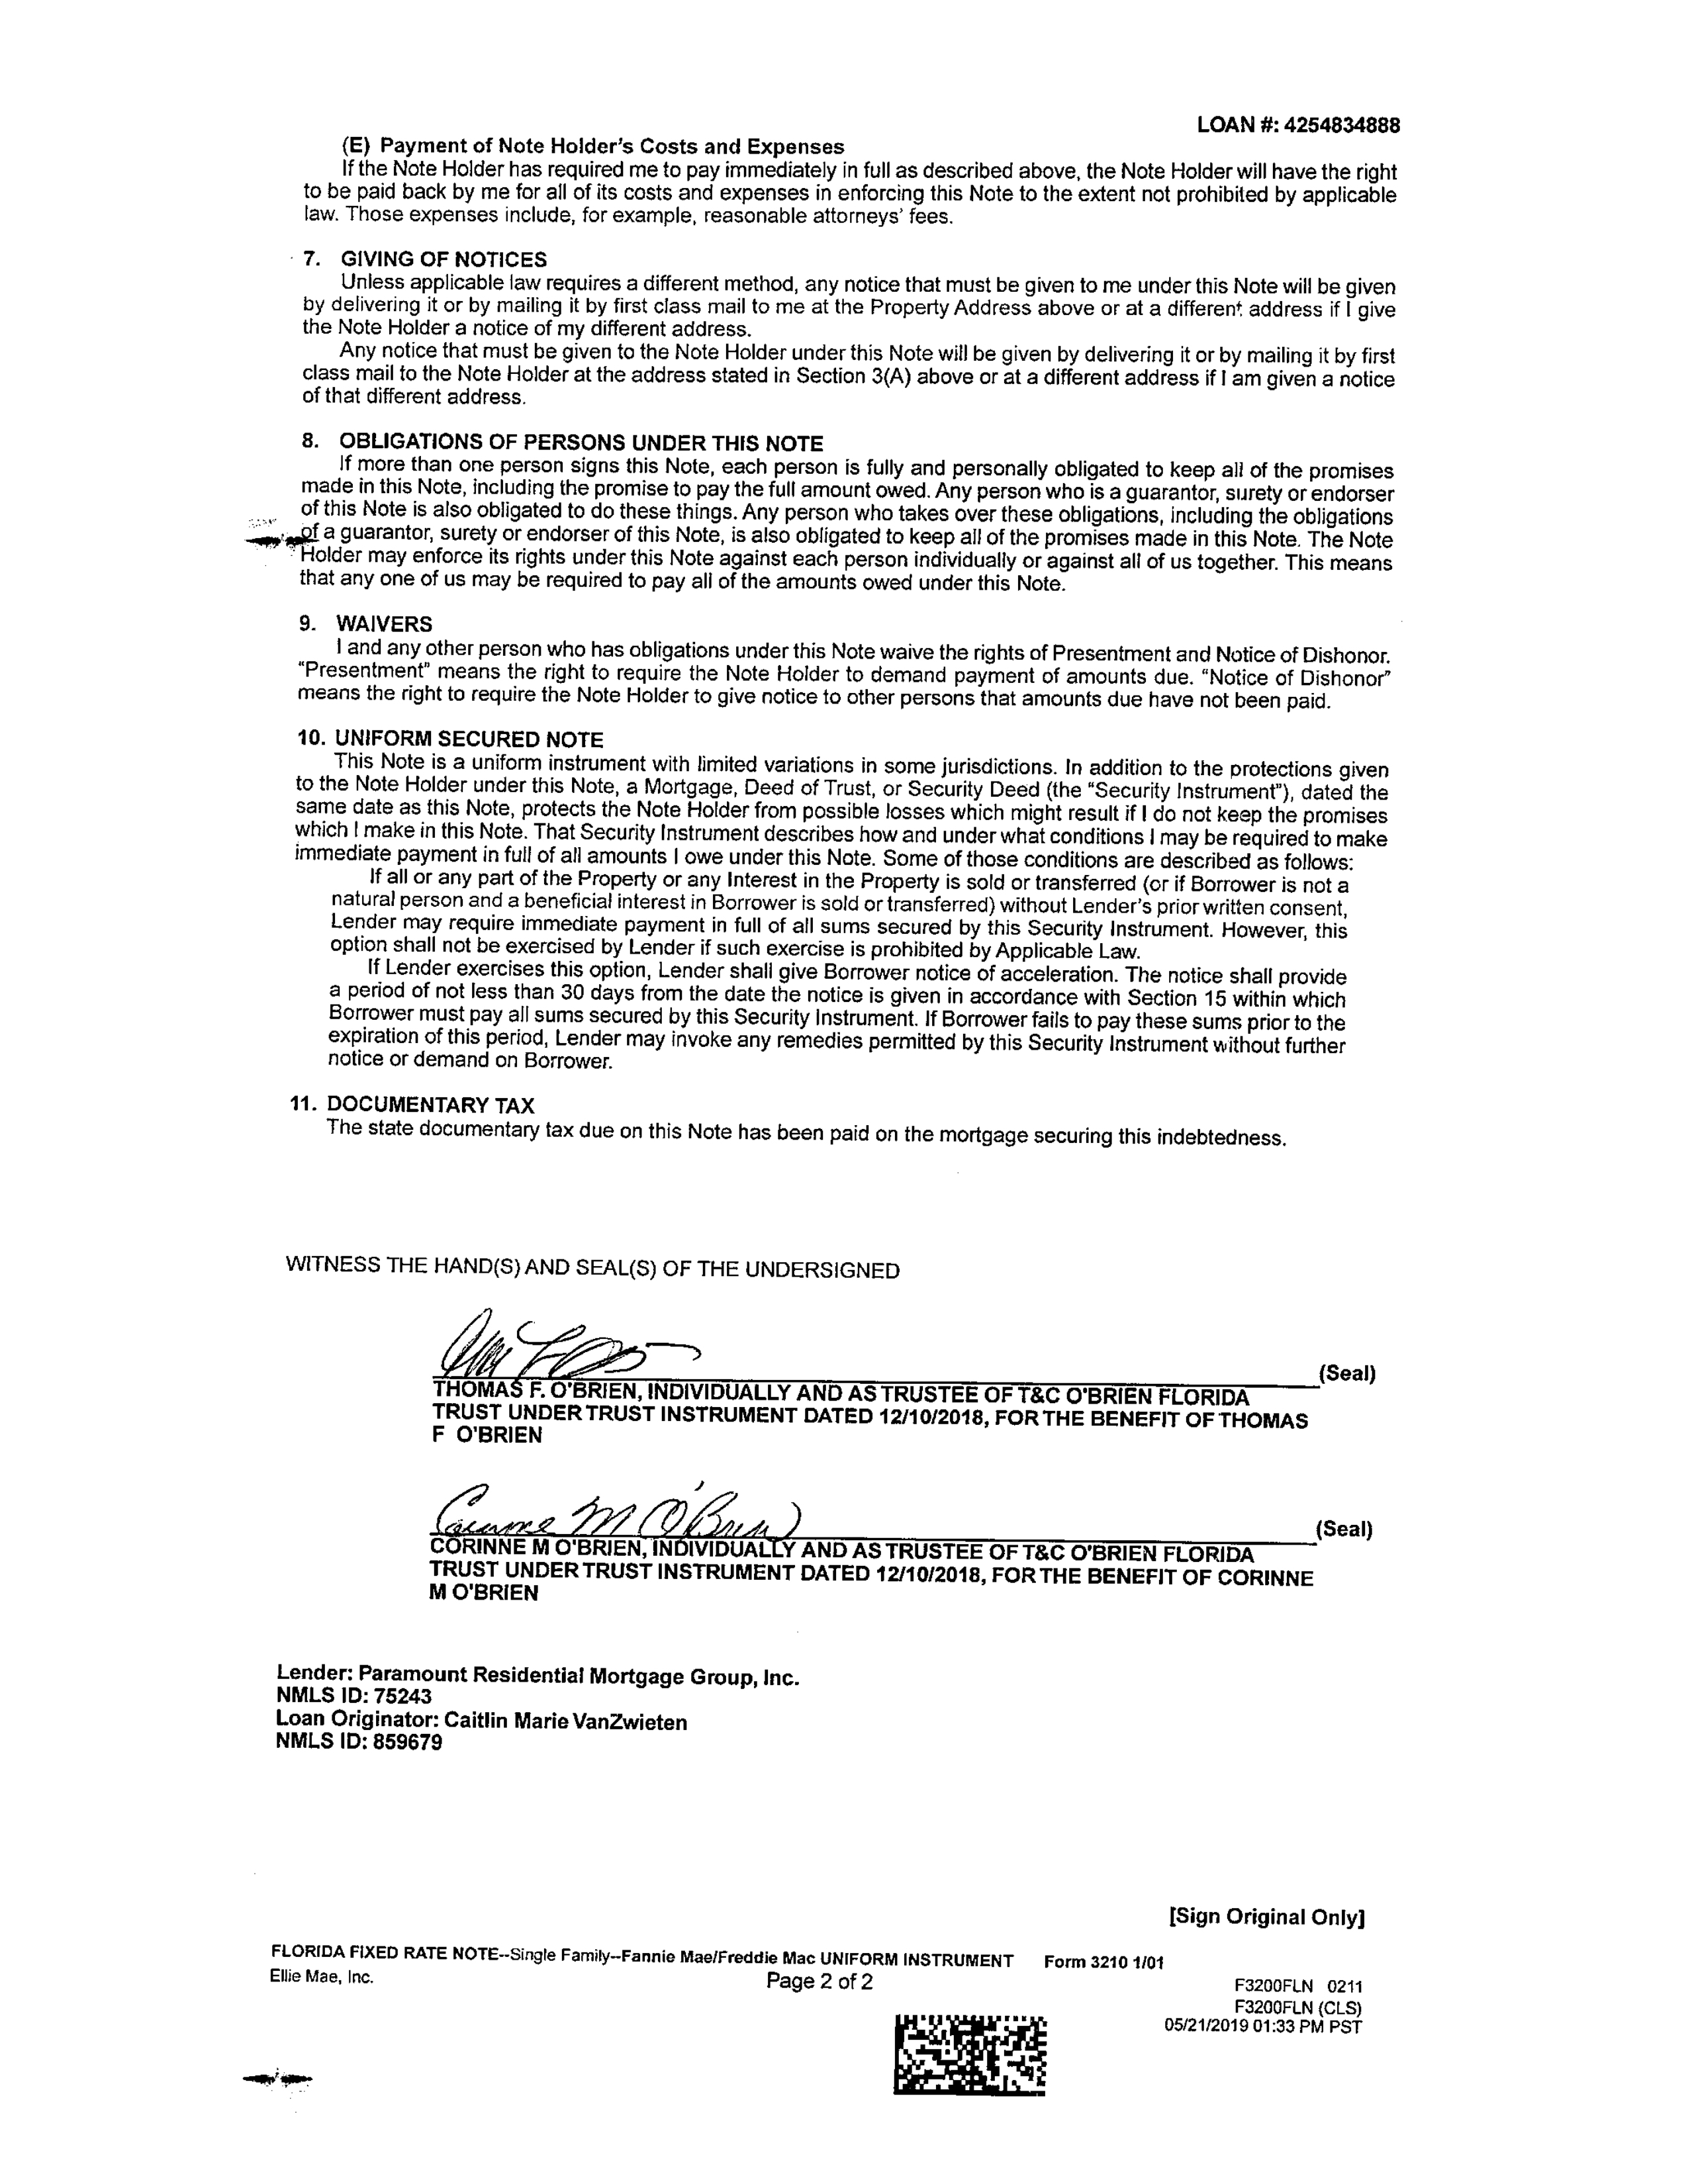 LOAN #: 4254834888
(E) Payment of Note Holder's Costs and Expenses
If the Note Holder has required me to pay immediately in full as described above, the Note Holder will have the right
to be paid back by me for all of its costs and expenses in enforcing this Note to the extent not prohibited by applicable
law. Those expenses include, for example, reasonable attorneys' fees.
7. GIVING OF NOTICES
Unless applicable law requires a different method, any notice that must be given to me under this Note will be given
by delivering it or by mailing it by first class mail to me at the Property Address above or at a different address if I give
the Note Holder a notice of my different address.
Any notice that must be given to the Note Holder under this Note will be given by delivering it or by mailing it by first
class mail to the Note Holder at the address stated in Section 3(A) above or at a different address if I am given a notice
of that different address.
8. OBLIGATIONS OF PERSONS UNDER THIS NOTE
If more than one person signs this Note, each person is fully and personally obligated to keep all of the promises
made in this Note, including the promise to pay the full amount owed. Any person who is a guarantor, surety or endorser
of this Note is also obligated to do these things. Any person who takes over these obligations, including the obligations
of a guarantor, surety or endorser of this Note, is also obligated to keep all of the promises made in this Note. The Note
Holder may enforce its rights under this Note against each person individually or against all of us together. This means
that any one of us may be required to pay all of the amounts owed under this Note.
9. WAIVERS
I and any other person who has obligations under this Note waive the rights of Presentment and Notice of Dishonor.
"Presentment" means the right to require the Note Holder to demand payment of amounts due. "Notice of Dishonor"
means the right to require the Note Holder to give notice to other persons that amounts due have not been paid.
10. UNIFORM SECURED NOTE
This Note is a uniform instrument with limited variations in some jurisdictions. In addition to the protections given
to the Note Holder under this Note, a Mortgage, Deed of Trust, or Security Deed (the "Security Instrument"), dated the
same date as this Note, protects the Note Holder from possible losses which might result if I do not keep the promises
which I make in this Note. That Security Instrument describes how and under what conditions I may be required to make
immediate payment in full of all amounts I owe under this Note. Some of those conditions are described as follows:
If all or any part of the Property or any Interest in the Property is sold or transferred (or if Borrower is not a
natural person and a beneficial interest in Borrower is sold or transferred) without Lender's prior written consent,
Lender may require immediate payment in full of all sums secured by this Security Instrument. However, this
option shall not be exercised by Lender if such exercise is prohibited by Applicable Law.
If Lender exercises this option, Lender shall give Borrower notice of acceleration. The notice shall provide
a period of not less than 30 days from the date the notice is given in accordance with Section 15 within which
Borrower must pay all sums secured by this Security Instrument. If Borrower fails to pay these sums prior to the
expiration of this period, Lender may invoke any remedies permitted by this Security Instrument without further
notice or demand on Borrower.
11. DOCUMENTARY TAX
The state documentary tax due on this Note has been paid on the mortgage securing this indebtedness.
WITNESS THE HAND(S) AND SEAL(S) OF THE UNDERSIGNED
(Seal)
THOMAS F. O'BRIEN, INDIVIDUALLY AND AS TRUSTEE OF T&C O'BRIEN FLORIDA
TRUST UNDER TRUST INSTRUMENT DATED 12/10/2018, FOR THE BENEFIT OF THOMAS
F O'BRIEN
Corinne M O'Brien (Seal)
CORINNE M O'BRIEN, INDIVIDUALLY AND AS TRUSTEE OF T&C O'BRIEN FLORIDA
TRUST UNDER TRUST INSTRUMENT DATED 12/10/2018, FOR THE BENEFIT OF CORINNE
M O'BRIEN
Lender: Paramount Residential Mortgage Group, Inc.
NMLS ID: 75243
Loan Originator: Caitlin Marie VanZwieten
NMLS ID: 859679
[Sign Original Only]
FLORIDA FIXED RATE NOTE--Single Family--Fannie Mae/Freddie Mac UNIFORM INSTRUMENT Form 3210 1/01
Ellie Mae, Inc. Page 2 of 2
F3200FLN 0211
F3200FLN (CLS)
05/21/2019 01:33 PM PST